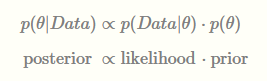 p(θ|Data) ∝ p(Data|θ) · p(θ)
posterior ∝ likelihood · prior